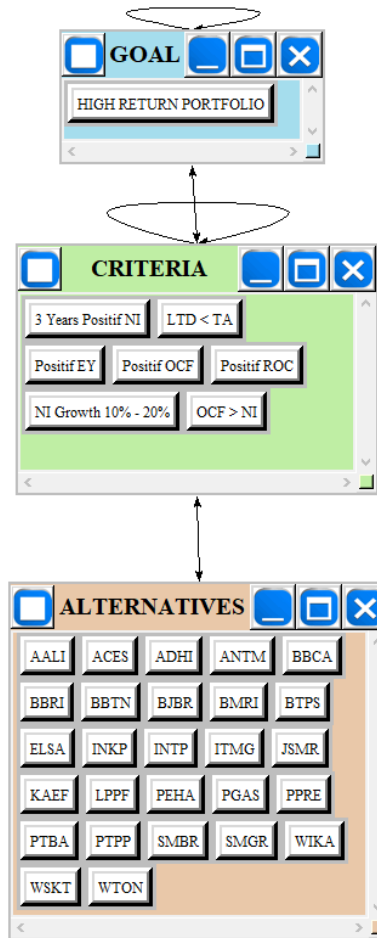 GOAL
HIGH RETURN PORTFOLIO
CRITERIA
3 Years Positif NI LTD < TA
Positif EY Positif OCF Positif ROC
NI Growth 10% - 20% OCF > NI
ALTERNATIVES
AALI ACES ADHI ANTM BBCA
BBRI BBTN BJBR BMRI BTPS
ELSA INKP INTP ITMG JSMR
KAEF LPPF PEHA PGAS PPRE
PTBA PTPP SMBR SMGR WIKA
WSKT WTON